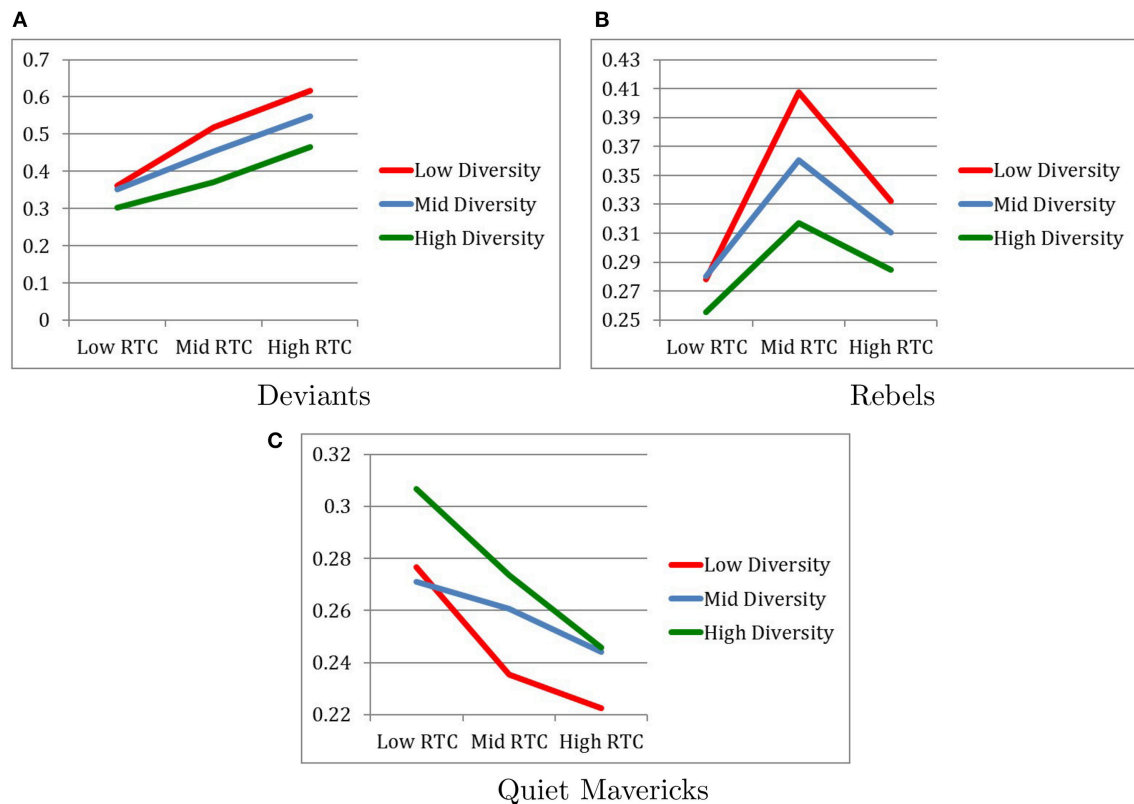 A
0.7
0.6
0.5
0.4
0.3
0.2
0.1
0
Low RTC Mid RTC High RTC
Low Diversity
Mid Diversity
High Diversity
Deviants
B
0.43
0.41
0.39
0.37
0.35
0.33
0.31
0.29
0.27
0.25
Low RTC Mid RTC High RTC
Low Diversity
Mid Diversity
High Diversity
Rebels
C
0.32
0.3
0.28
0.26
0.24
0.22
Low RTC Mid RTC High RTC
Low Diversity
Mid Diversity
High Diversity
Quiet Mavericks